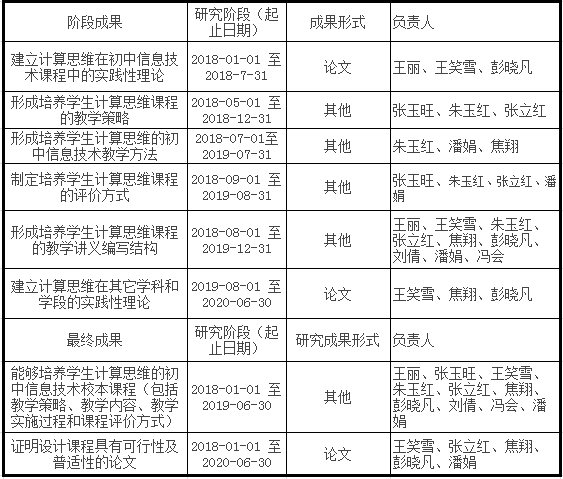 阶段成果
研究阶段（起
止日期）
成果形式
负责人
建立计算思维在初中信息技
术课程中的实践性理论
2018-01-01 至
2018-7-31
论文
王丽、王笑雪、彭晓凡
形成培养学生计算思维课程
的教学策略
2018-05-01 至
2018-12-31
其他
张玉旺、朱玉红、张立红
形成培养学生计算思维的初
中信息技术教学方法
2018-07-01至
2019-07-31
其他
朱玉红、潘娟、焦翔
制定培养学生计算思维课程
的评价方式
2018-09-01 至
2019-08-31
其他
张玉旺、朱玉红、张立红、潘
娟
形成培养学生计算思维课程
的教学讲义编写结构
2018-08-01 至
2019-12-31
其他
王丽、王笑雪、朱玉红、
张立红、焦翔、彭晓凡、
刘倩、潘娟、冯会
建立计算思维在其它学科和
学段的实践性理论
2019-08-01 至
2020-06-30
论文
王笑雪、焦翔、彭晓凡
最终成果
研究阶段（起
止日期）
研究成果形式
负责人
能够培养学生计算思维的初
中信息技术校本课程（包括
教学策略、教学内容、教学
实施过程和课程评价方式）
2018-01-01 至
2019-06-30
其他
王丽、张玉旺、王笑雪、
朱玉红、张立红、焦翔、
彭晓凡、刘倩、冯会、潘
娟
证明设计课程具有可行性及
普适性的论文
2018-01-01 至
2020-06-30
论文
王笑雪、张立红、焦翔、
彭晓凡、潘娟